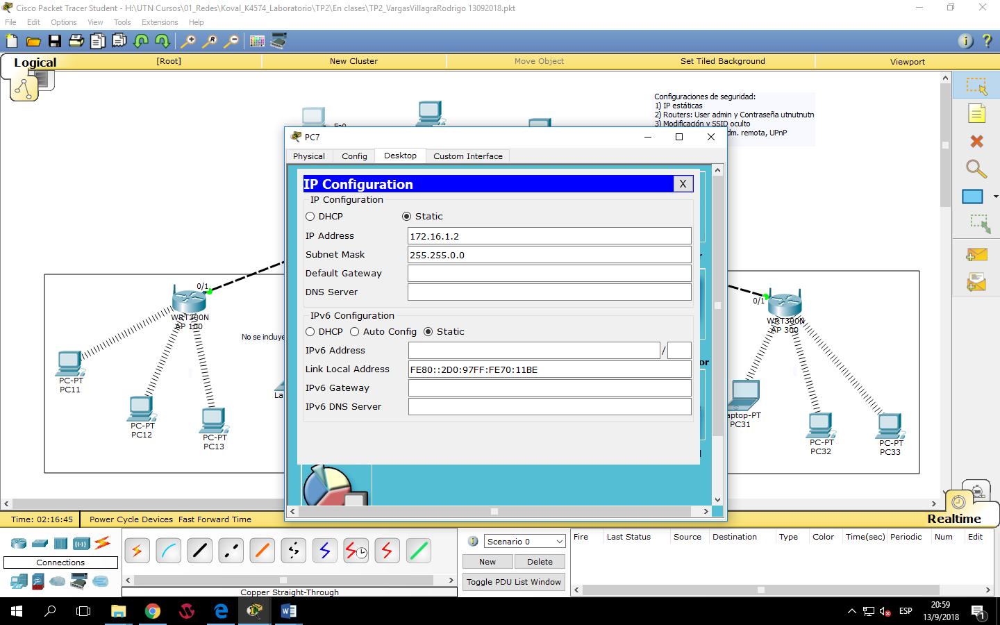 Cisco Packet Tracer Student - H:\UTN Cursos\01_Redes\Koval_K4574_Laboratorio\TP2\En clases\TP2_VargasVillagraRodrigo 13092018.pkt
File Edit Options View Tools Extensions Help
Logical [Root] New Cluster Move Object Set Tiled Background Viewport
Configuraciones de seguridad:
1) IP estáticas
2) Routers: User admin y Contraseña utnutnutn
3) Modificación y SSID oculto
dm. remota, UPnP
Fa0
PC7
Physical Config Desktop Custom Interface
IP Configuration X
IP Configuration
DHCP Static
IP Address 172.16.1.2
Subnet Mask 255.255.0.0
Default Gateway
DNS Server
IPv6 Configuration
DHCP Auto Config Static
IPv6 Address /
Link Local Address FE80::2D0:97FF:FE70:11BE
IPv6 Gateway
IPv6 DNS Server
0/1
WRT300N
AP 100
No se incluye
PC-PT
PC11
PC-PT
PC12
PC-PT
PC13
La
0/1
WRT300N
AP 300
aptop-PT
PC31
PC-PT
PC32
PC-PT
PC33
or
Time: 02:16:45 Power Cycle Devices Fast Forward Time Realtime
Connections
Copper Straight-Through
Scenario 0
New Delete
Toggle PDU List Window
Fire Last Status Source Destination Type Color Time(sec) Periodic Num Edit
ESP
20:59
13/9/2018
1